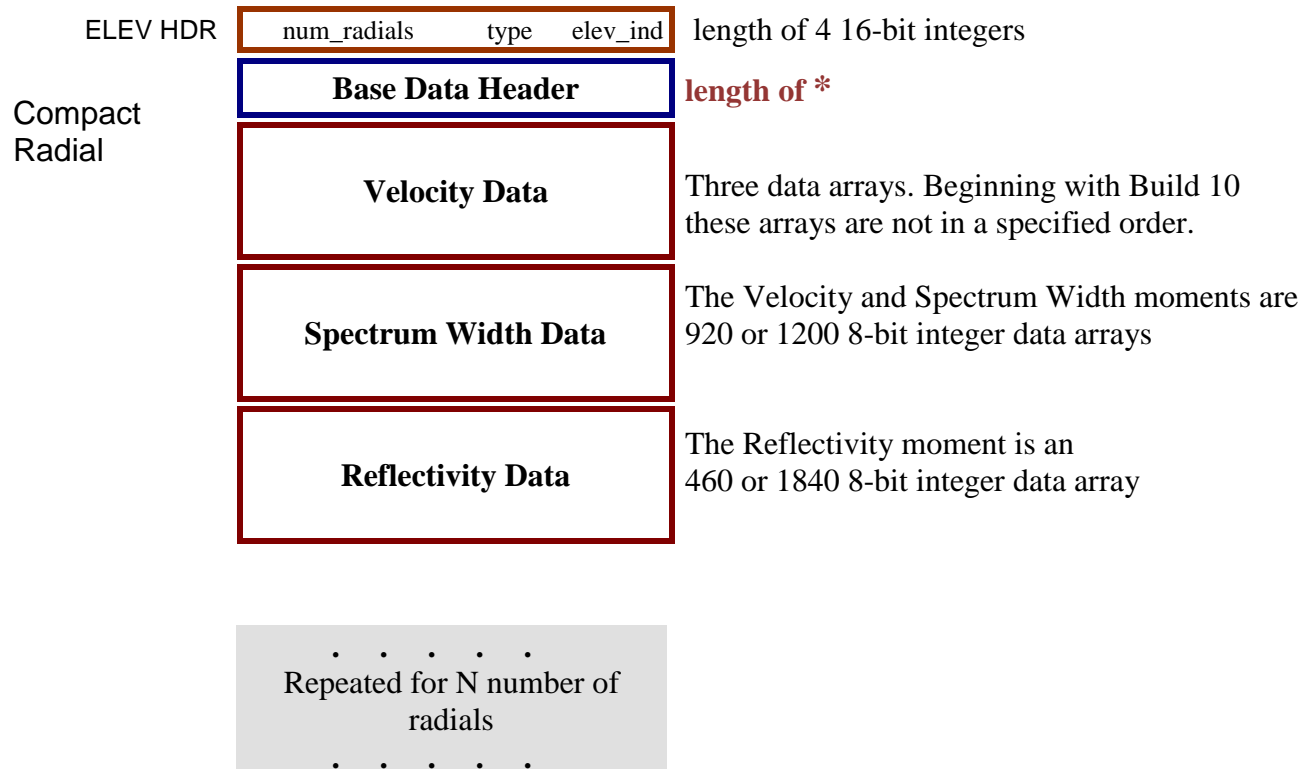 ELEV HDR num_radials type elev_ind length of 4 16-bit integers
Base Data Header length of *
Compact
Radial
Velocity Data
Three data arrays. Beginning with Build 10
these arrays are not in a specified order.
Spectrum Width Data
The Velocity and Spectrum Width moments are
920 or 1200 8-bit integer data arrays
Reflectivity Data
The Reflectivity moment is an
460 or 1840 8-bit integer data array
. . . . .
Repeated for N number of
radials
. . . . .